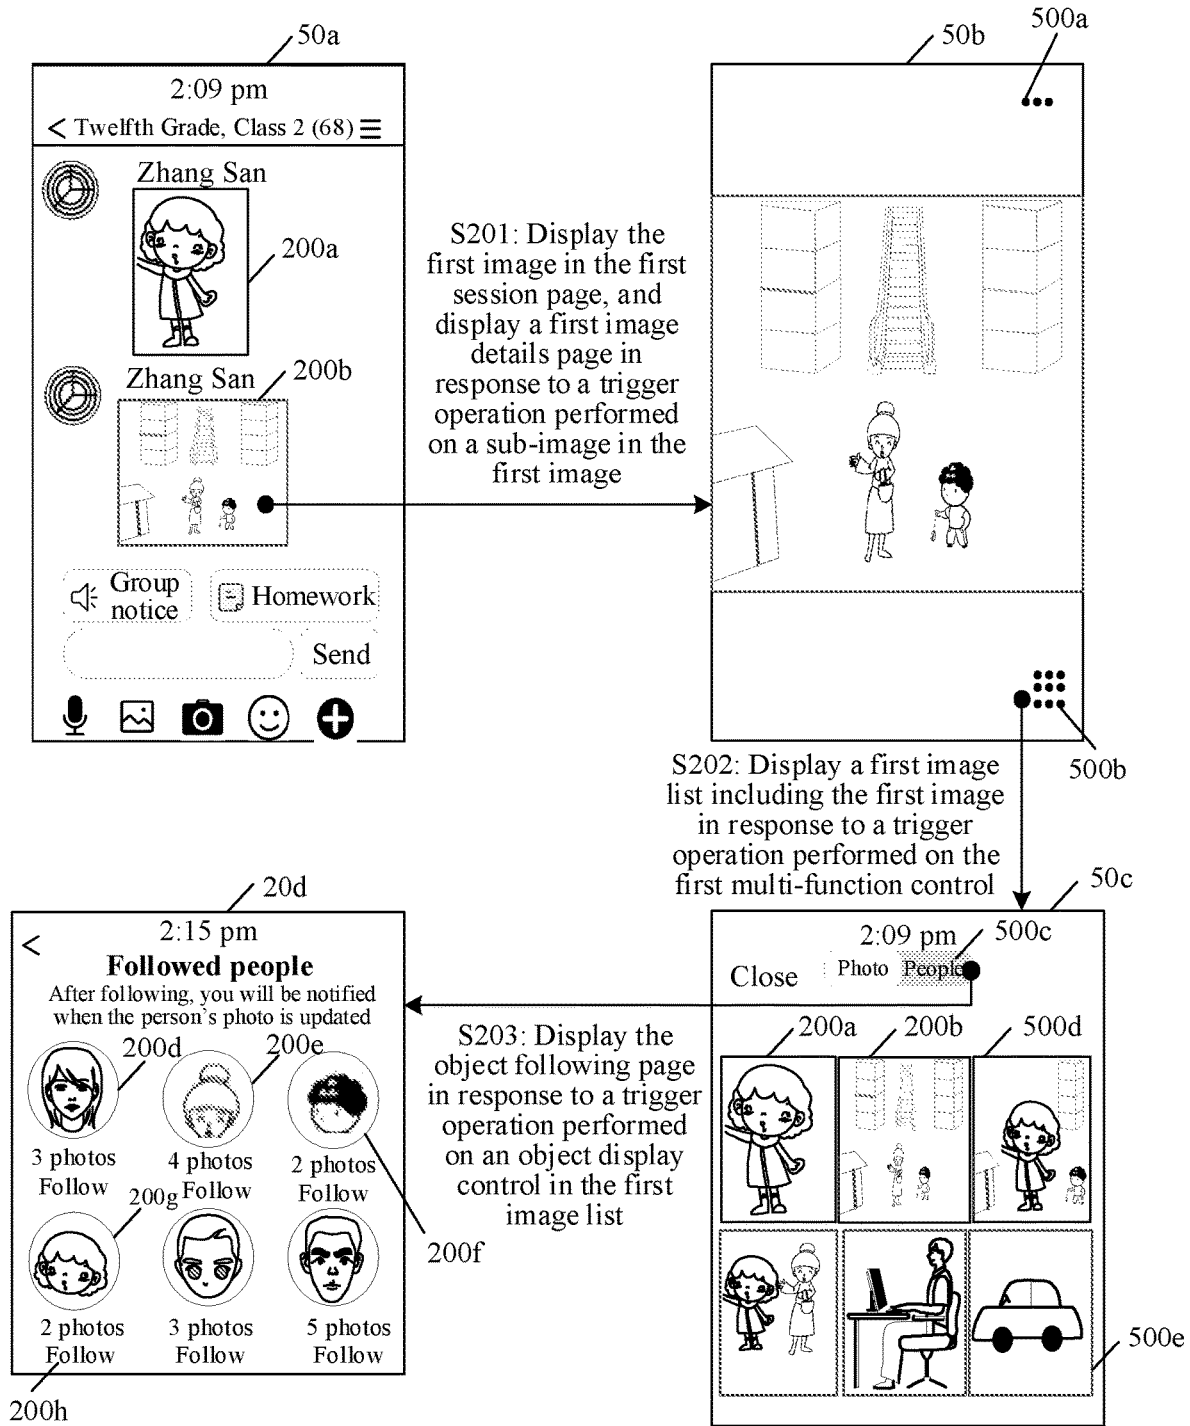 50a
2:09 pm
< Twelfth Grade, Class 2 (68)
Zhang San
200a
Zhang San
200b
Group
notice
Homework
Send
S201: Display the
first image in the first
session page, and
display a first image
details page in
response to a trigger
operation performed
on a sub-image in the
first image
50b
500a
500b
S202: Display a first image
list including the first image
in response to a trigger
operation performed on the
first multi-function control
50c
2:09 pm
500c
Close
Photo
People
200a
200b
500d
500e
S203: Display the
object following page
in response to a trigger
operation performed
on an object display
control in the first
image list
20d
<
2:15 pm
Followed people
After following, you will be notified
when the person's photo is updated
200d
200e
3 photos
Follow
4 photos
Follow
2 photos
Follow
200f
200g
2 photos
Follow
3 photos
Follow
5 photos
Follow
200h